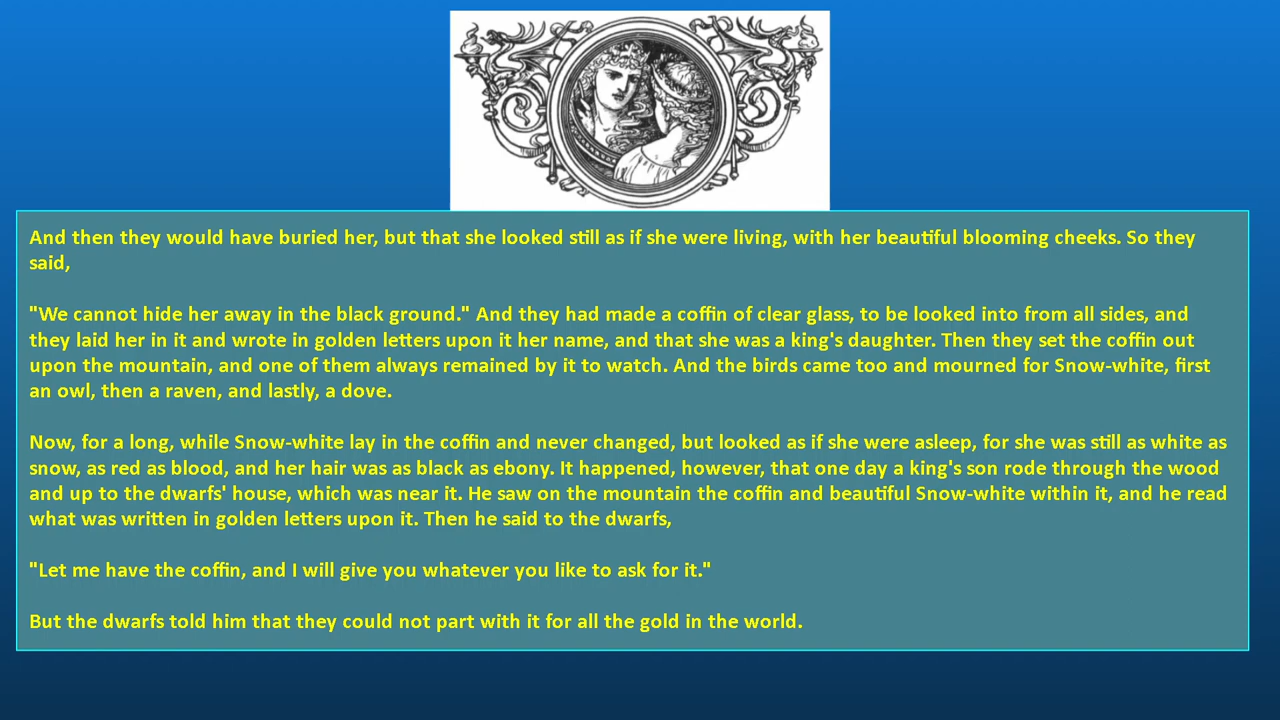 And then they would have buried her, but that she looked still as if she were living, with her beautiful blooming cheeks. So they
said,
"We cannot hide her away in the black ground." And they had made a coffin of clear glass, to be looked into from all sides, and
they laid her in it and wrote in golden letters upon it her name, and that she was a king's daughter. Then they set the coffin out
upon the mountain, and one of them always remained by it to watch. And the birds came too and mourned for Snow-white, first
an owl, then a raven, and lastly, a dove.
Now, for a long, while Snow-white lay in the coffin and never changed, but looked as if she were asleep, for she was still as white as
snow, as red as blood, and her hair was as black as ebony. It happened, however, that one day a king's son rode through the wood
and up to the dwarfs' house, which was near it. He saw on the mountain the coffin and beautiful Snow-white within it, and he read
what was written in golden letters upon it. Then he said to the dwarfs,
"Let me have the coffin, and I will give you whatever you like to ask for it."
But the dwarfs told him that they could not part with it for all the gold in the world.